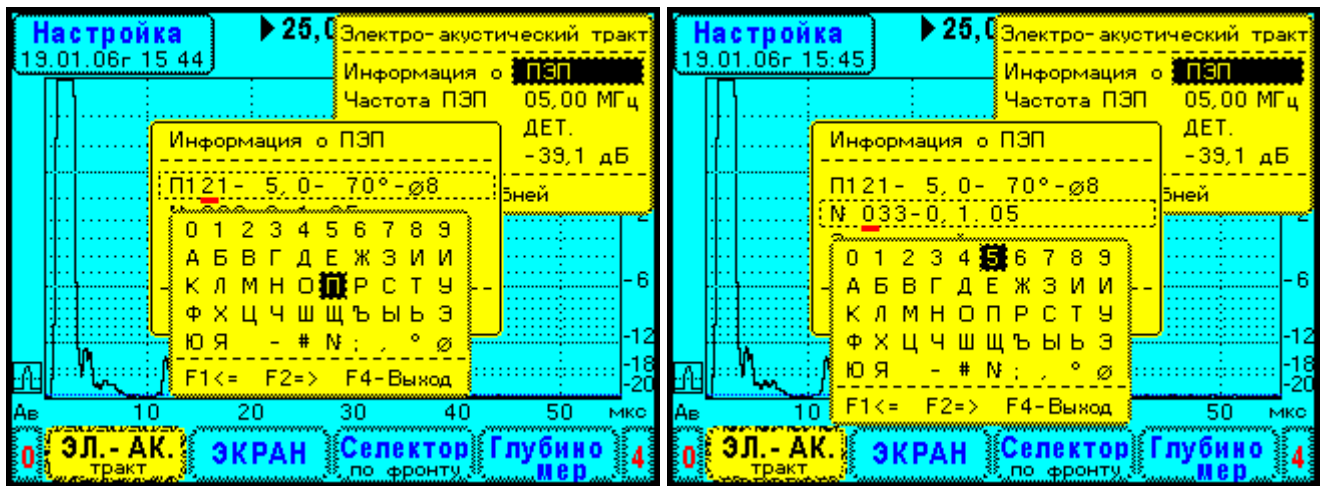 Настройка
19.01.06г 15 44
25,0
Электро-акустический тракт
Информация о ПЭП
Частота ПЭП 05,00 МГц
ДЕТ.
-39,1 дБ
Информация о ПЭП
П121- 5,0- 70°-ø8
0 1 2 3 4 5 6 7 8 9
А Б В Г Д Е Ж З И И
К Л М Н О П Р С Т У
Ф Х Ц Ч Ш Щ Ъ Ы Ь Э
Ю Я - # N ; , ° ø
F1<= F2=> F4-Выход
-6
-12
-18
-20
Ав 10 20 30 40 50 мкс
0 ЭЛ.- АК. тракт ЭКРАН Селектор по фронту Глубино мер 4
Настройка
19.01.06г 15:45
25,0
Электро-акустический тракт
Информация о ПЭП
Частота ПЭП 05,00 МГц
ДЕТ.
-39,1 дБ
Информация о ПЭП
П121- 5,0- 70°-ø8
N 033-0,1.05
0 1 2 3 4 5 6 7 8 9
А Б В Г Д Е Ж З И И
К Л М Н О П Р С Т У
Ф Х Ц Ч Ш Щ Ъ Ы Ь Э
Ю Я - # N ; , ° ø
F1<= F2=> F4-Выход
-6
-12
-18
-20
Ав 10 50 мкс
0 ЭЛ.- АК. тракт ЭКРАН Селектор по фронту Глубино мер 4